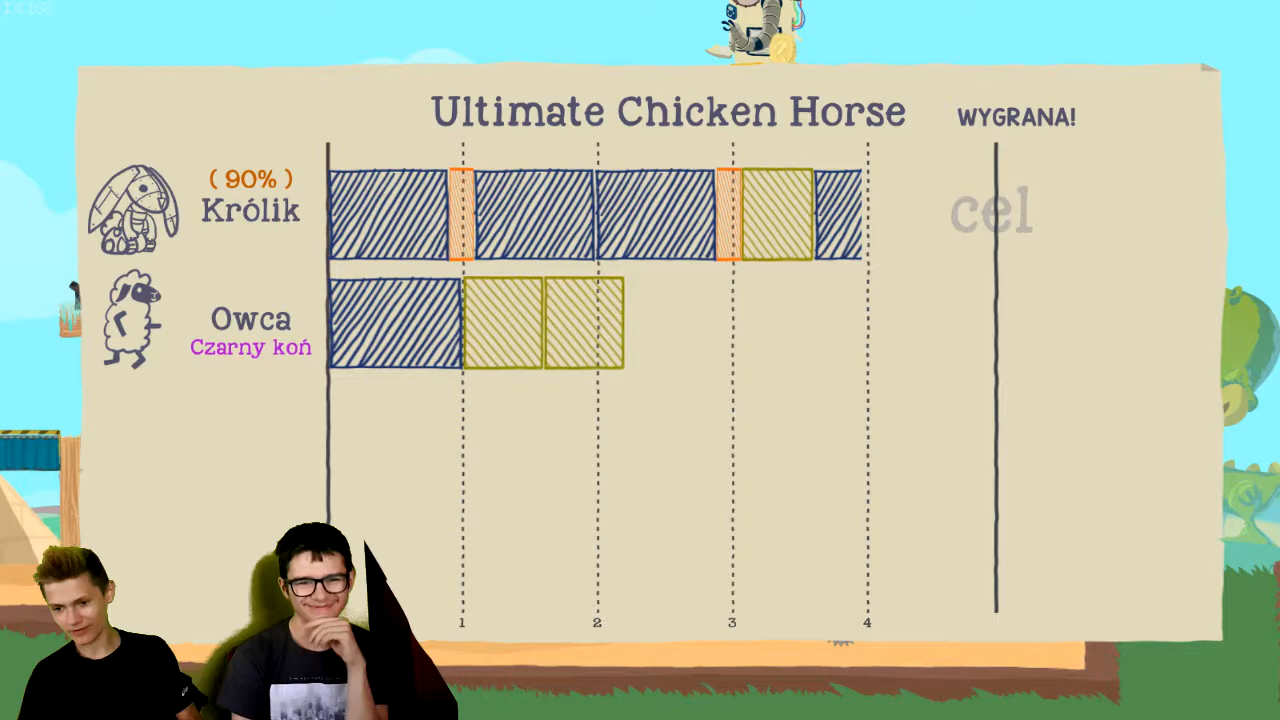 Ultimate Chicken Horse
WYGRANA!
( 90% )
Królik
cel
Owca
Czarny koń
1 2 3 4